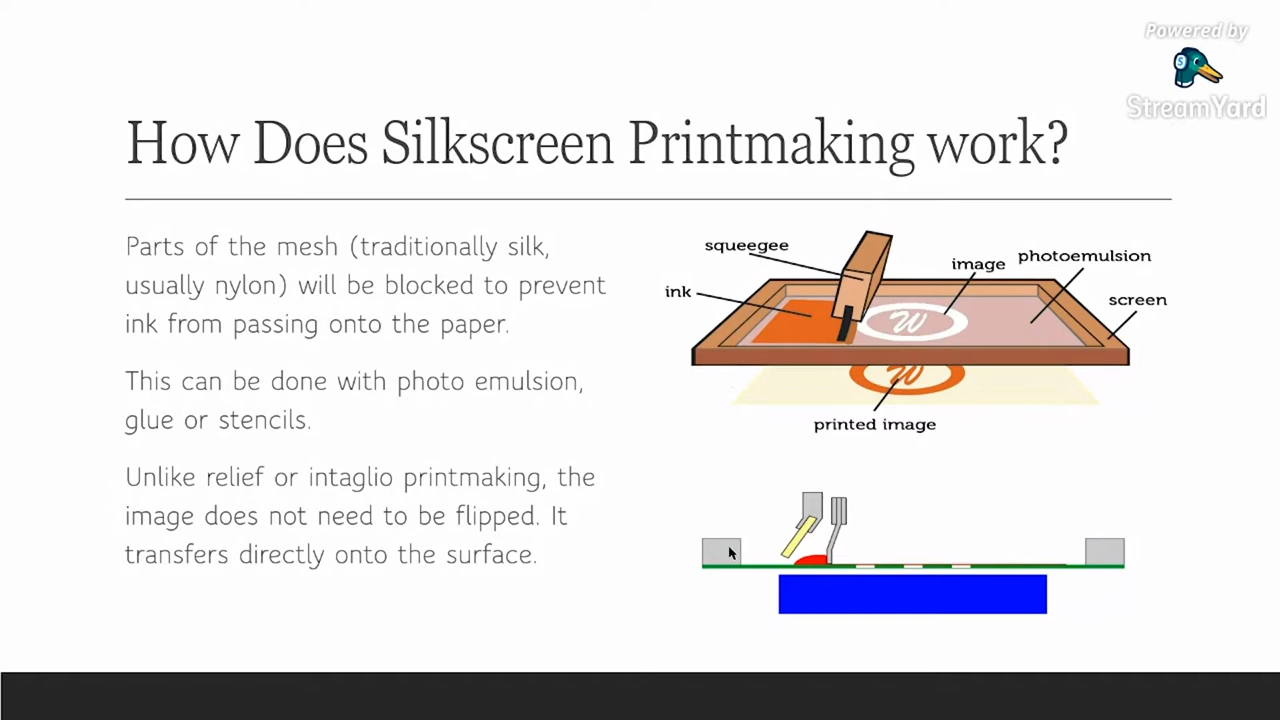 Powered by
S
StreamYard
How Does Silkscreen Printmaking work?
Parts of the mesh (traditionally silk,
usually nylon) will be blocked to prevent
ink from passing onto the paper.
This can be done with photo emulsion,
glue or stencils.
Unlike relief or intaglio printmaking, the
image does not need to be flipped. It
transfers directly onto the surface.
squeegee
image
photoemulsion
ink
screen
W
W
printed image